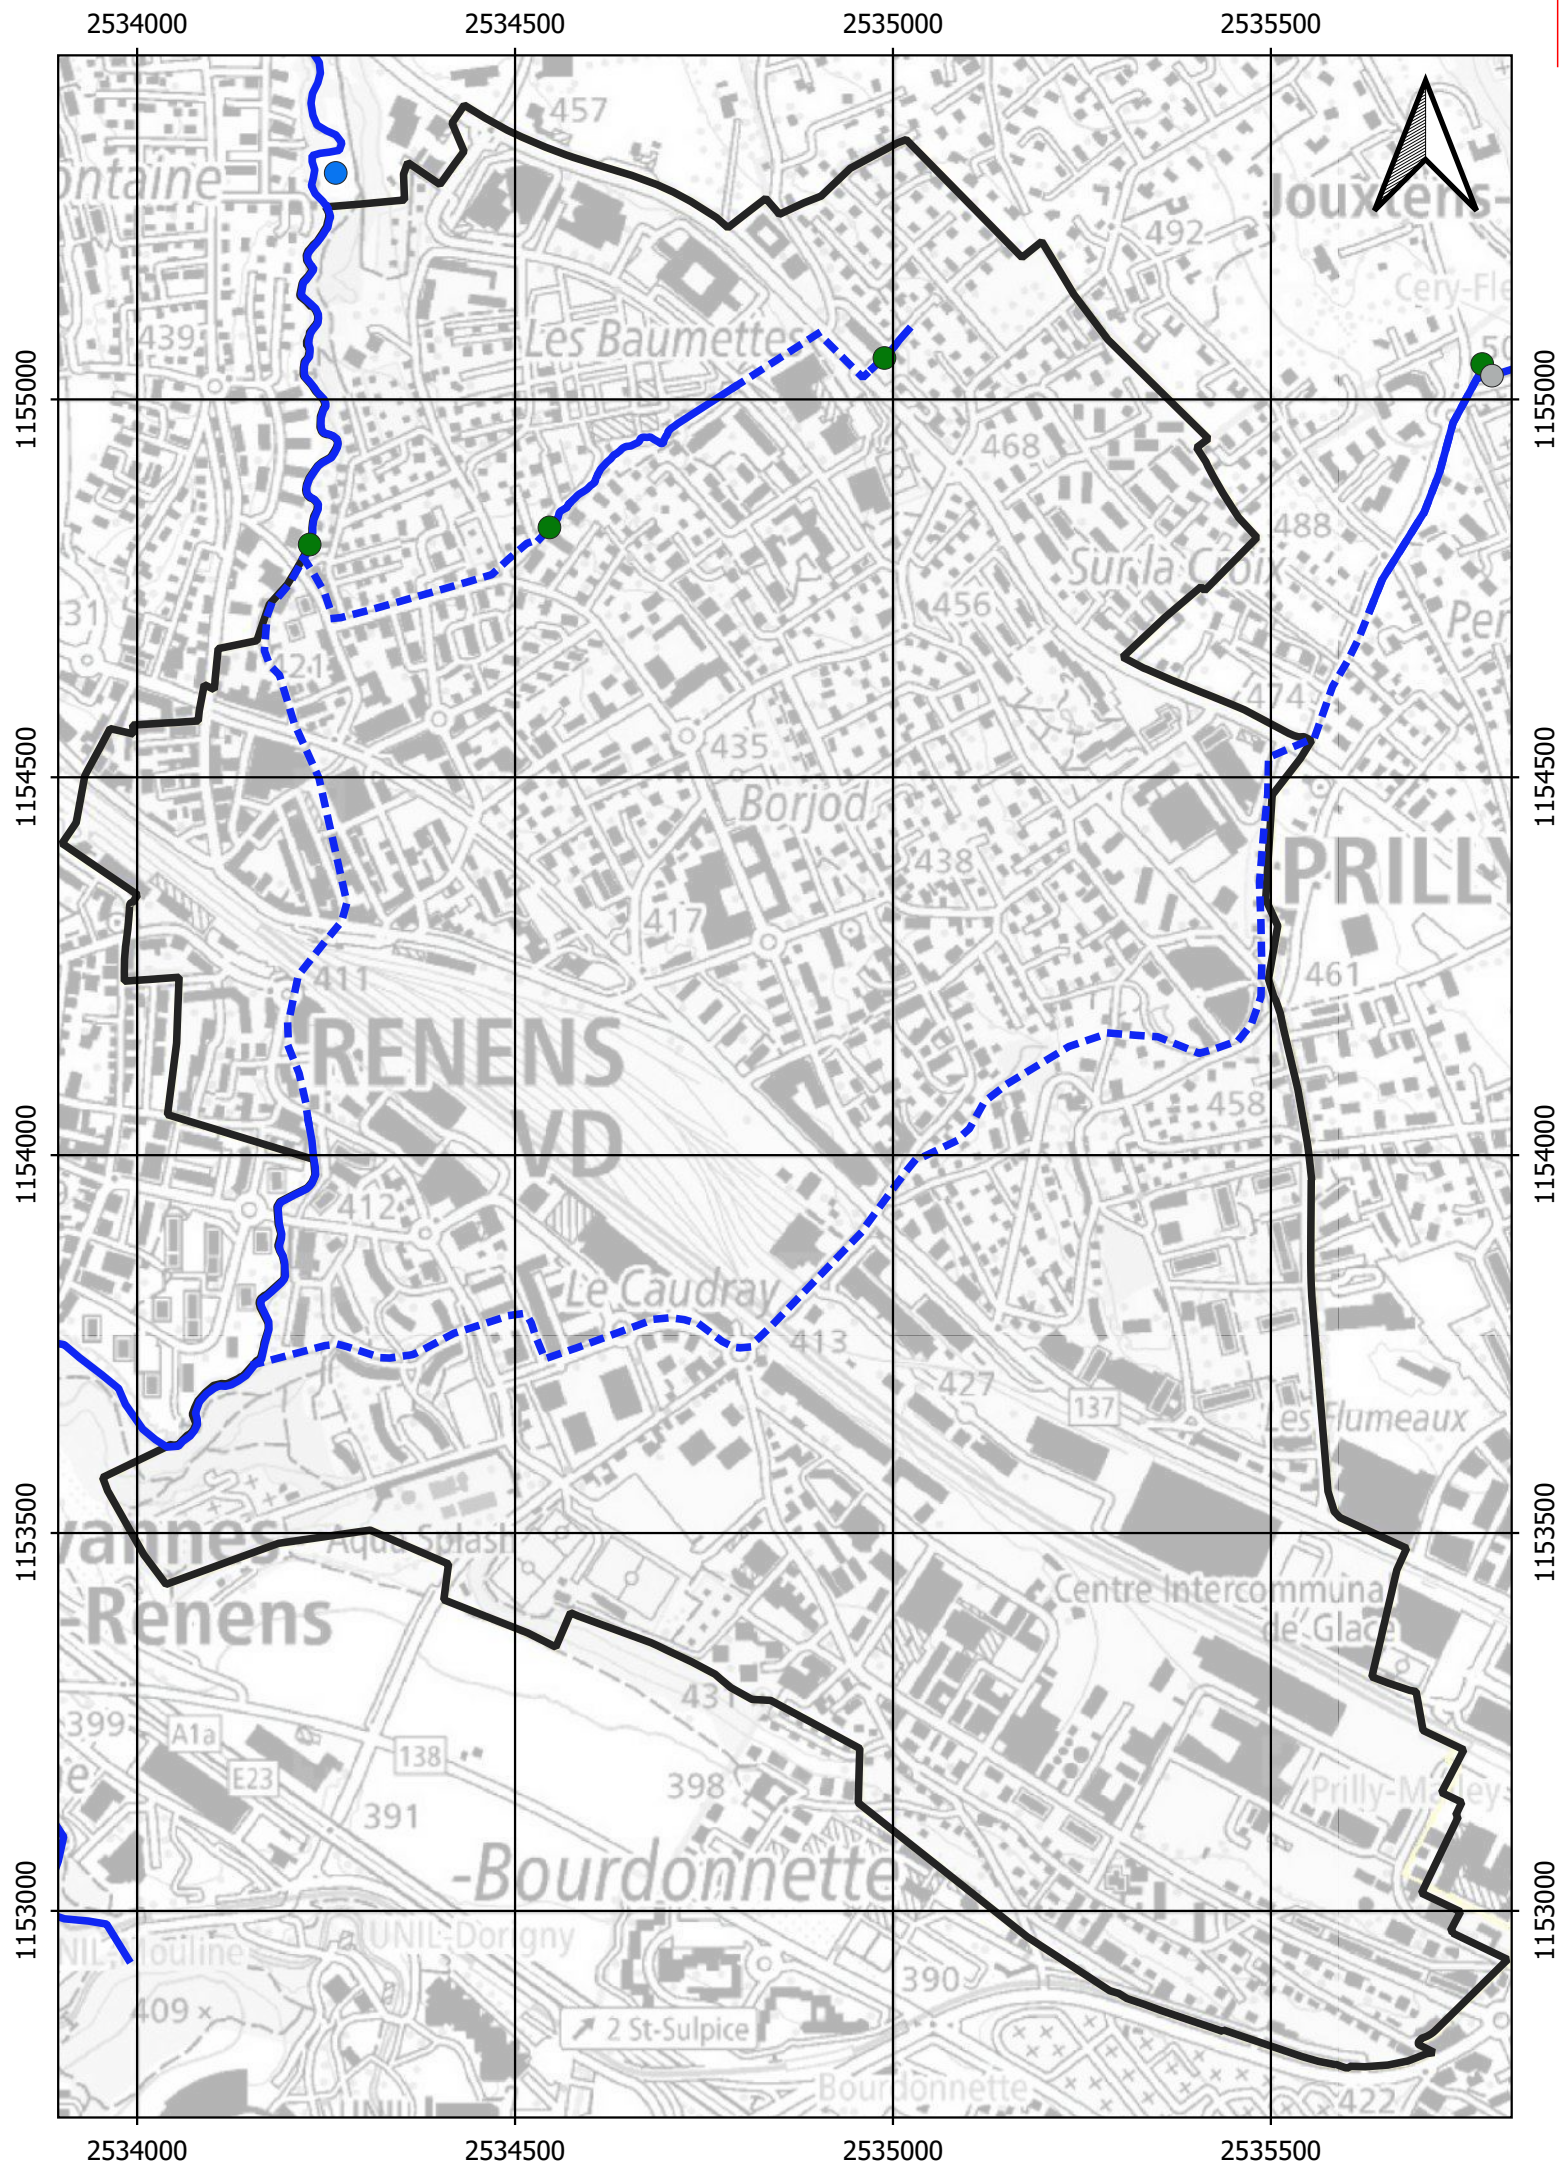 2534000 2534500 2535000 2535500
457
ontaine
Jouxtens-
492
Cery-Fle
439
Les Baumettes
50
1155000 1155000
468
488
Sur la Croix
456
31
Per
421
474
435
1154500 1154500
Borjod
438
PRILLY
417
461
411
RENENS
VD
458
1154000 1154000
412
Le Caudray
413
427
137
Les Flumeaux
1153500 1153500
vannes
-Renens
Aqua Splash
Centre Intercommuna
de Glace
431
399
A1a
138
E23
398
Prilly-Malley
391
-Bourdonnette
1153000 1153000
NIL-Mouline
UNIL-Dorigny
390
409
2 St-Sulpice
Bourdonnette
422
UNIL
2534000 2534500 2535000 2535500